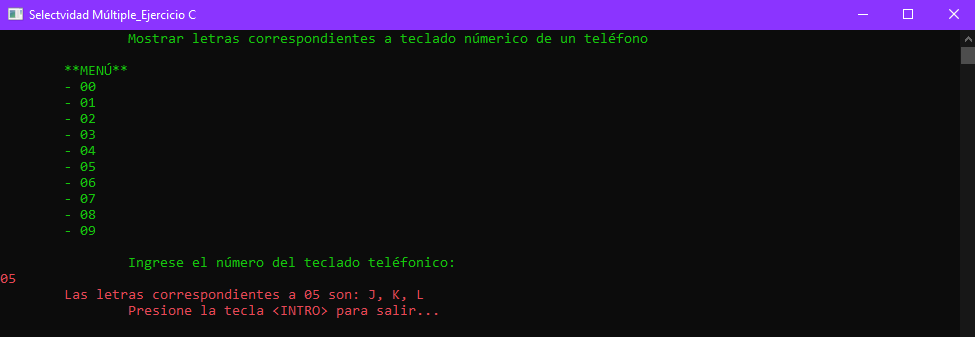 Selectvidad Múltiple_Ejercicio C
Mostrar letras correspondientes a teclado númerico de un teléfono
**MENÚ**
- 00
- 01
- 02
- 03
- 04
- 05
- 06
- 07
- 08
- 09
Ingrese el número del teclado teléfonico:
05
Las letras correspondientes a 05 son: J, K, L
Presione la tecla <INTRO> para salir...